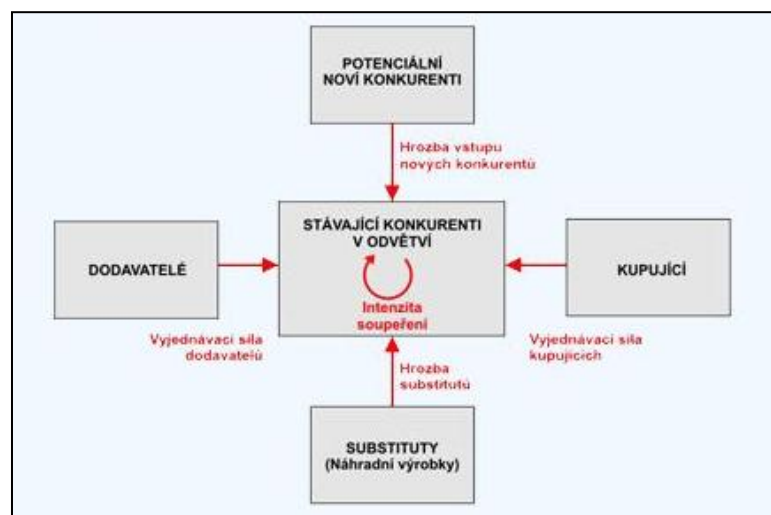 POTENCIÁLNÍ
NOVÍ KONKURENTI
Hrozba vstupu
nových konkurentů
STÁVAJÍCÍ KONKURENTI
V ODVĚTVÍ
DODAVATELÉ
KUPUJÍCÍ
Intenzita
soupeření
Vyjednávací síla
dodavatelů
Vyjednávací síla
kupujících
Hrozba
substitutů
SUBSTITUTY
(Náhradní výrobky)